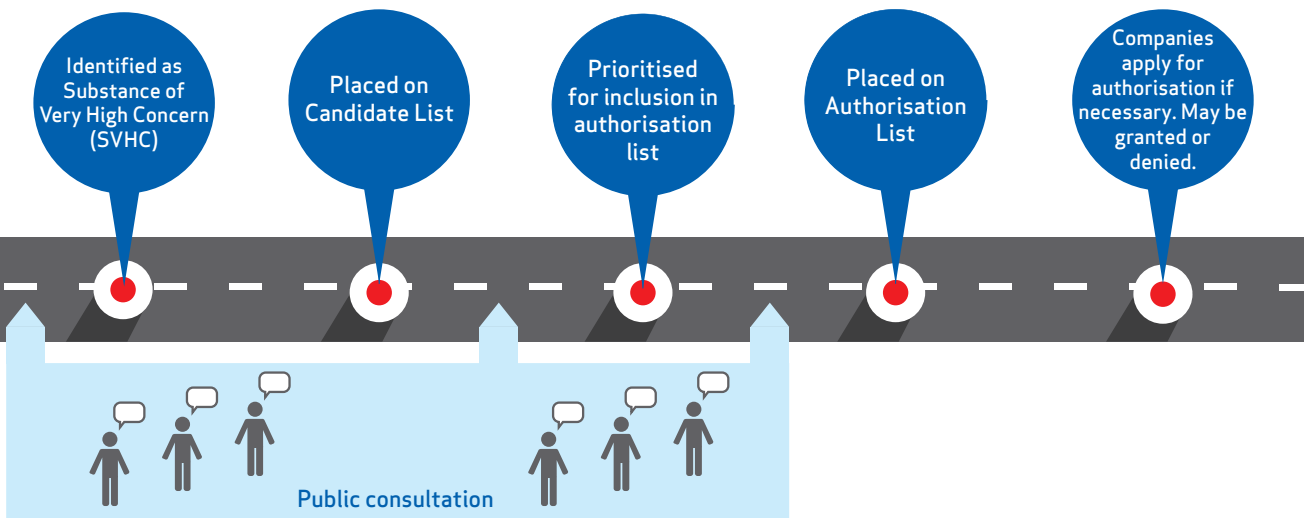 Identified as
Substance of
Very High Concern
(SVHC)
Placed on
Candidate List
Prioritised
for inclusion in
authorisation
list
Placed on
Authorisation
List
Companies
apply for
authorisation if
necessary. May be
granted or
denied.
Public consultation